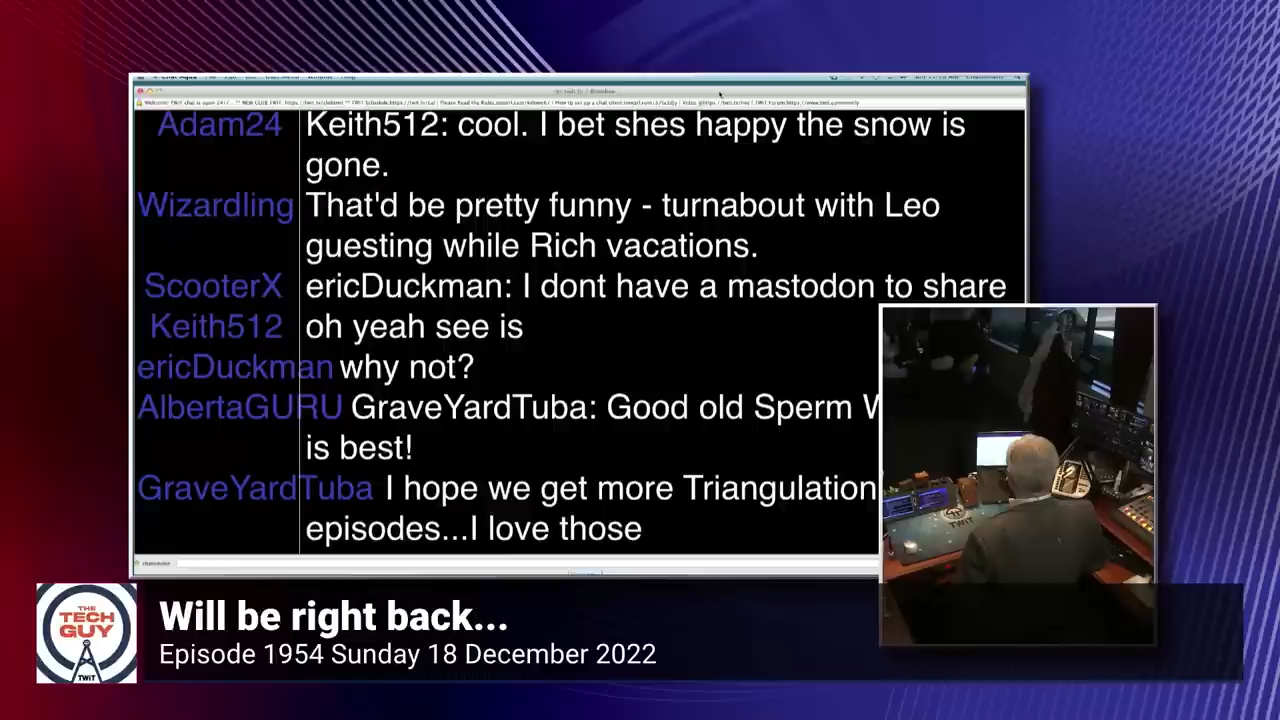 Adam24 Keith512: cool. I bet shes happy the snow is
gone.
Wizardling That'd be pretty funny - turnabout with Leo
guesting while Rich vacations.
ScooterX ericDuckman: I dont have a mastodon to share
Keith512 oh yeah see is
ericDuckman why not?
AlbertaGURU GraveYardTuba: Good old Sperm
is best!
GraveYardTuba I hope we get more Triangulation
episodes...I love those
THE
TECH
GUY
TWiT
Will be right back...
Episode 1954 Sunday 18 December 2022
TWiT